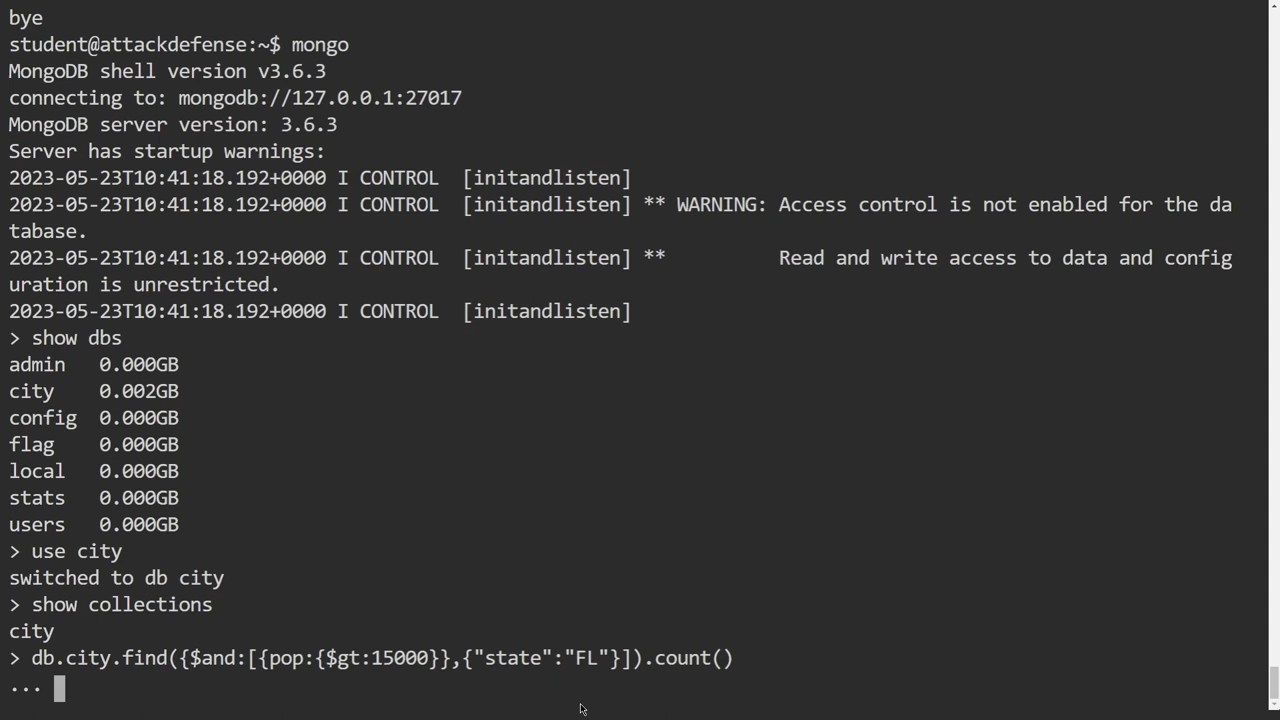 bye
student@attackdefense:~$ mongo
MongoDB shell version v3.6.3
connecting to: mongodb://127.0.0.1:27017
MongoDB server version: 3.6.3
Server has startup warnings:
2023-05-23T10:41:18.192+0000 I CONTROL  [initandlisten]
2023-05-23T10:41:18.192+0000 I CONTROL  [initandlisten] ** WARNING: Access control is not enabled for the da
tabase.
2023-05-23T10:41:18.192+0000 I CONTROL  [initandlisten] **          Read and write access to data and config
uration is unrestricted.
2023-05-23T10:41:18.192+0000 I CONTROL  [initandlisten]
> show dbs
admin   0.000GB
city    0.002GB
config  0.000GB
flag    0.000GB
local   0.000GB
stats   0.000GB
users   0.000GB
> use city
switched to db city
> show collections
city
> db.city.find({$and:[{pop:{$gt:15000}},{"state":"FL"}]).count()
...